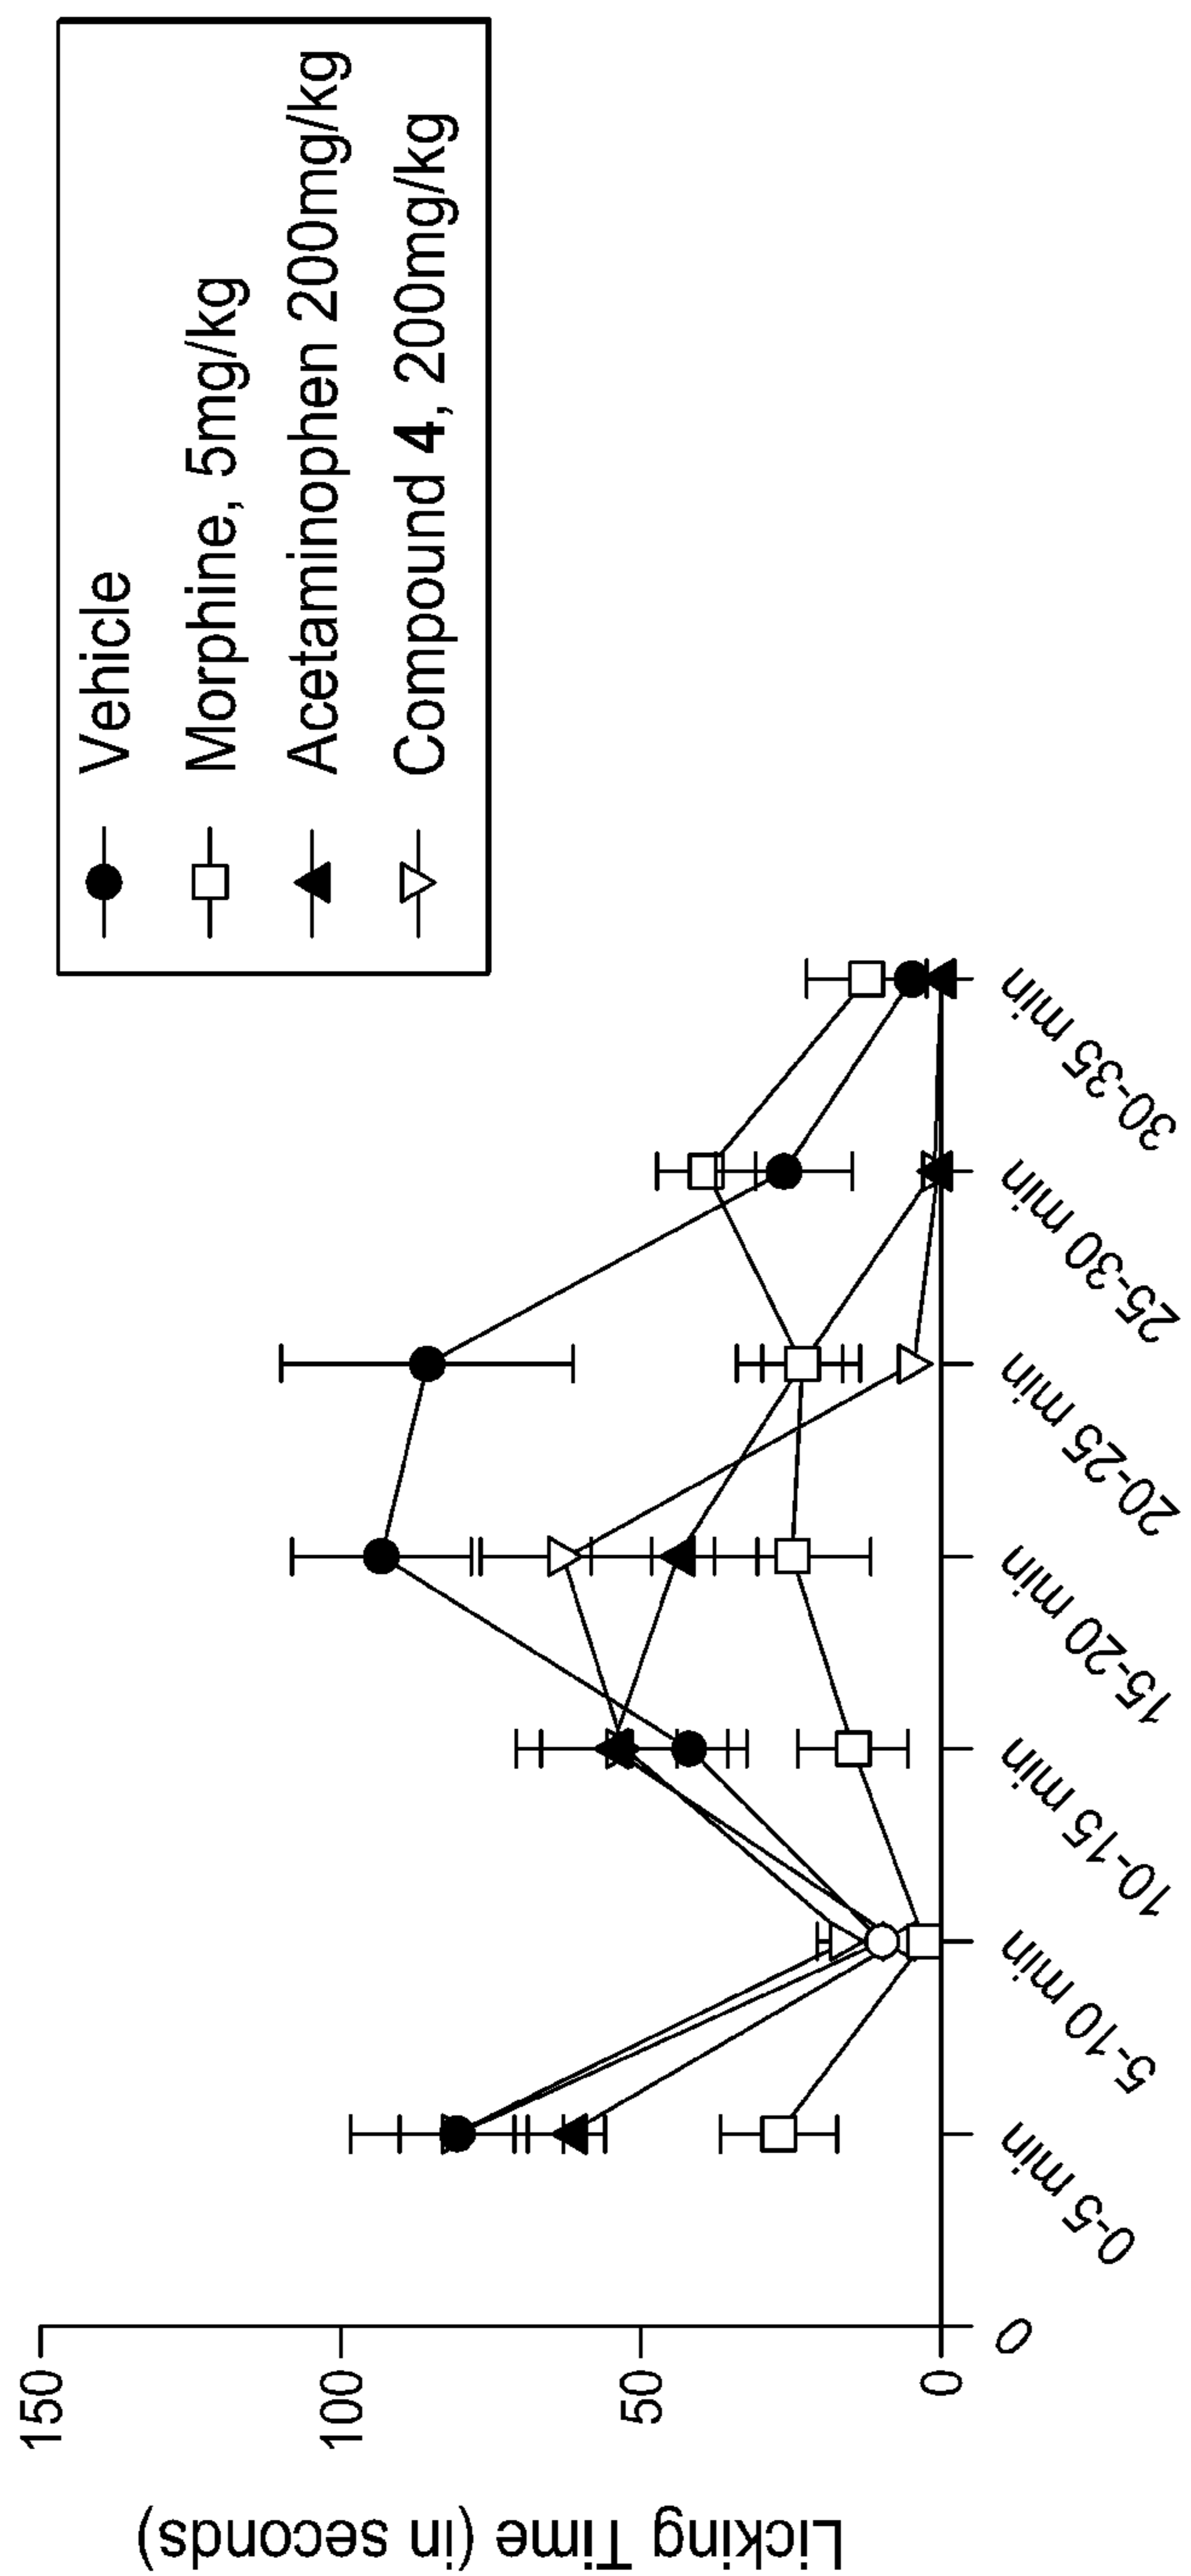 Vehicle
Morphine, 5mg/kg
Acetaminophen 200mg/kg
Compound 4, 200mg/kg
Licking Time (in seconds)
150
100
50
0
0
0-5 min
5-10 min
10-15 min
15-20 min
20-25 min
25-30 min
30-35 min